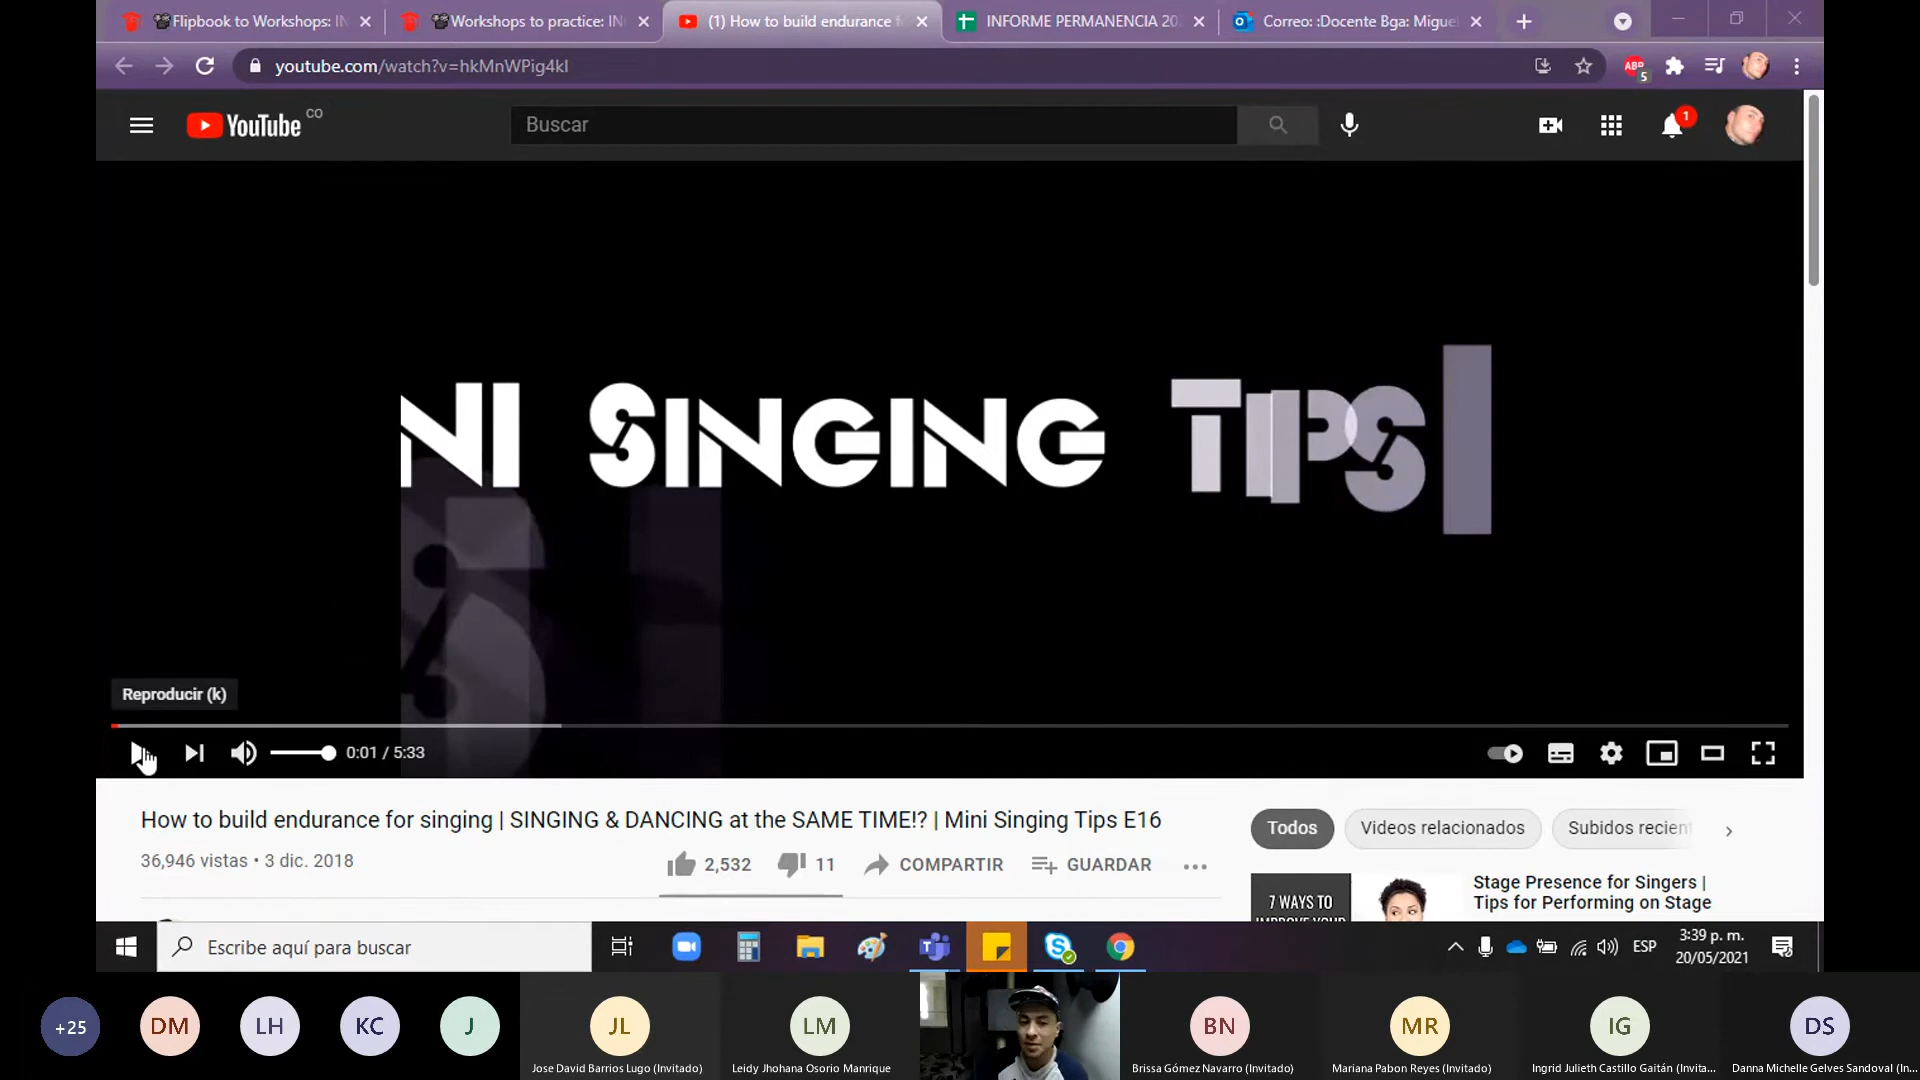 Flipbook to Workshops: IN
Workshops to practice: IN
(1) How to build endurance f
INFORME PERMANENCIA 20
Correo: :Docente Bga: Migue
youtube.com/watch?v=hkMnWPig4kI
ABP
5
YouTube CO
Buscar
1
NI SINGING TIPS
Reproducir (k)
0:01 / 5:33
How to build endurance for singing | SINGING & DANCING at the SAME TIME!? | Mini Singing Tips E16
36,946 vistas • 3 dic. 2018
2,532
11
COMPARTIR
GUARDAR
Todos
Videos relacionados
Subidos recien
7 WAYS TO
IMPROVE YOUR
Stage Presence for Singers |
Tips for Performing on Stage
Escribe aquí para buscar
ESP
3:39 p. m.
20/05/2021
+25
DM
LH
KC
J
JL
LM
BN
MR
IG
DS
Jose David Barrios Lugo (Invitado)
Leidy Jhohana Osorio Manrique
Brissa Gómez Navarro (Invitado)
Mariana Pabon Reyes (Invitado)
Ingrid Julieth Castillo Gaitán (Invita...
Danna Michelle Gelves Sandoval (In...